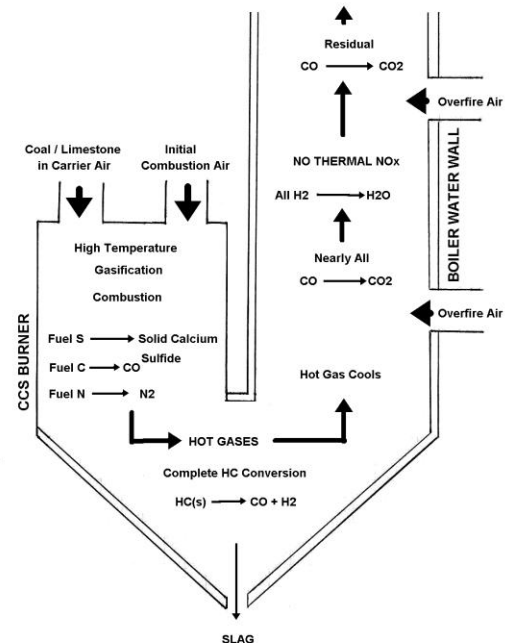 Residual
CO → CO2
Overfire Air
NO THERMAL NOx
All H2 → H2O
Nearly All
CO → CO2
Overfire Air
Hot Gas Cools
BOILER WATER WALL
Coal / Limestone
in Carrier Air
Initial
Combustion Air
High Temperature
Gasification
Combustion
Fuel S → Solid Calcium
Sulfide
Fuel C → CO
Fuel N → N2
CCS BURNER
HOT GASES
Complete HC Conversion
HC(s) → CO + H2
SLAG